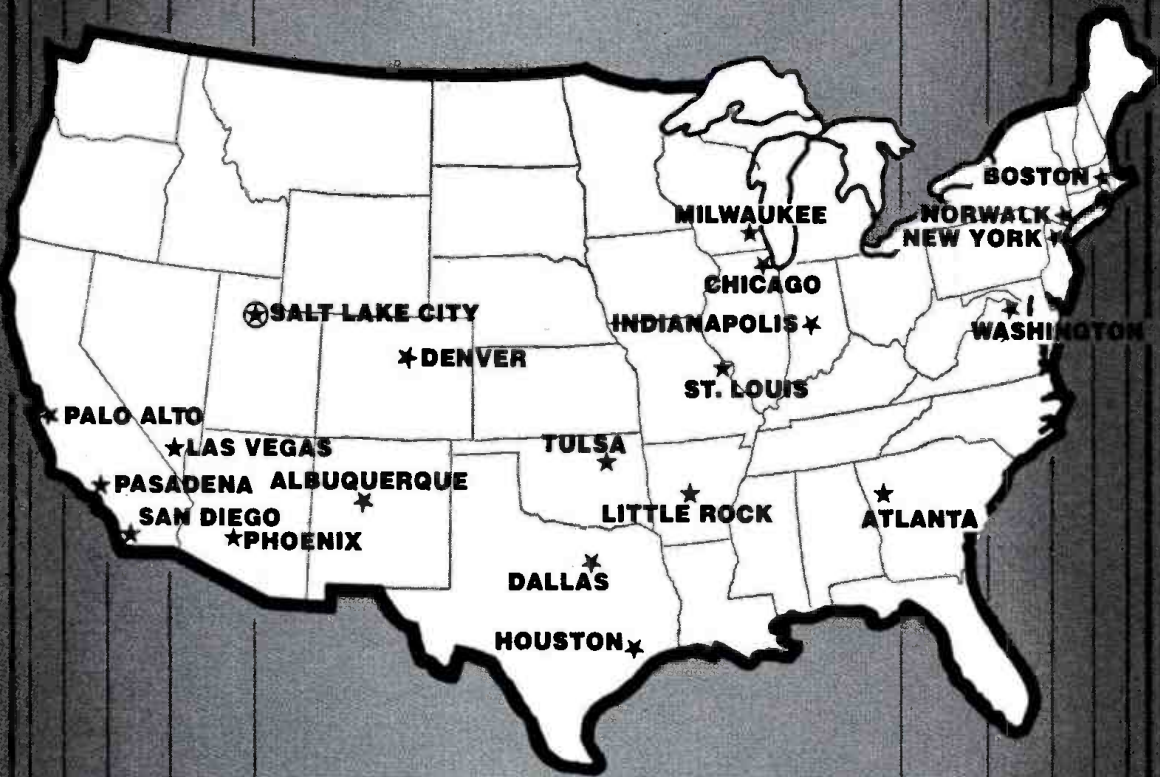 BOSTON
MILWAUKEE
NORWALK
NEW YORK
CHICAGO
SALT LAKE CITY
INDIANAPOLIS
WASHINGTON
DENVER
ST. LOUIS
PALO ALTO
LAS VEGAS
TULSA
PASADENA
ALBUQUERQUE
SAN DIEGO
LITTLE ROCK
ATLANTA
PHOENIX
DALLAS
HOUSTON